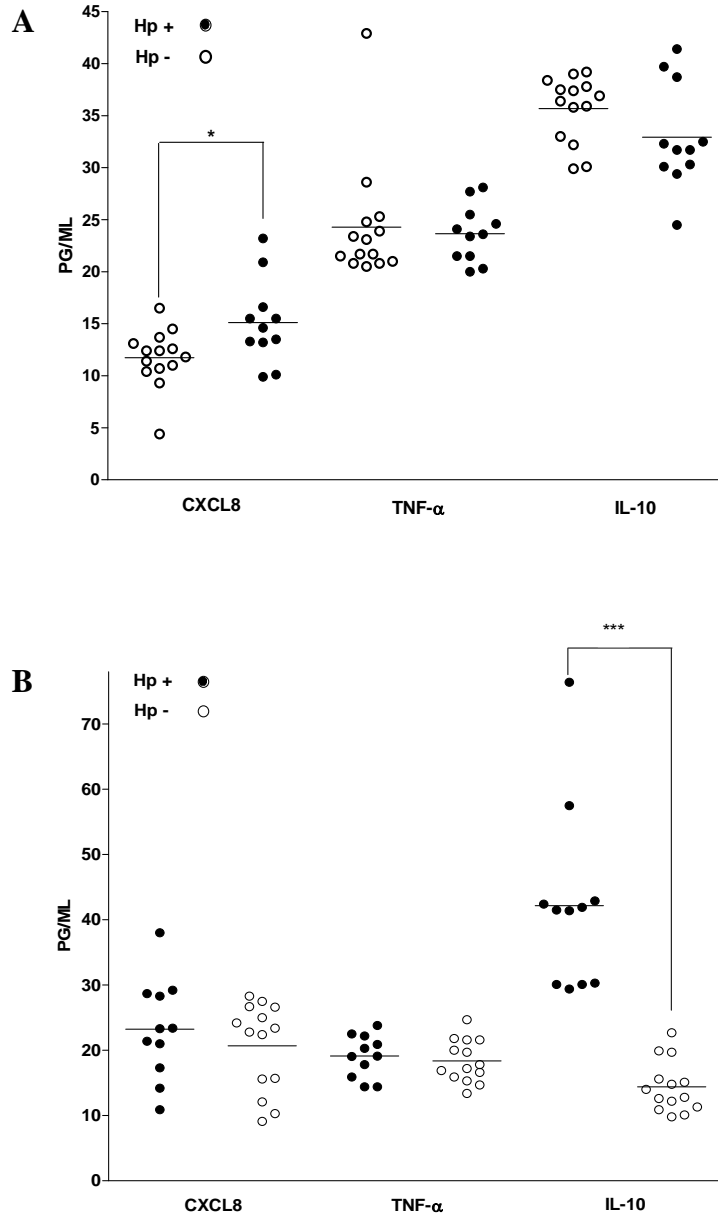 A
Hp +
Hp -
45
40
35
30
25
20
15
10
5
0
PG/ML
*
CXCL8
TNF-α
IL-10
B
Hp +
Hp -
70
60
50
40
30
20
10
0
PG/ML
***
CXCL8
TNF-α
IL-10